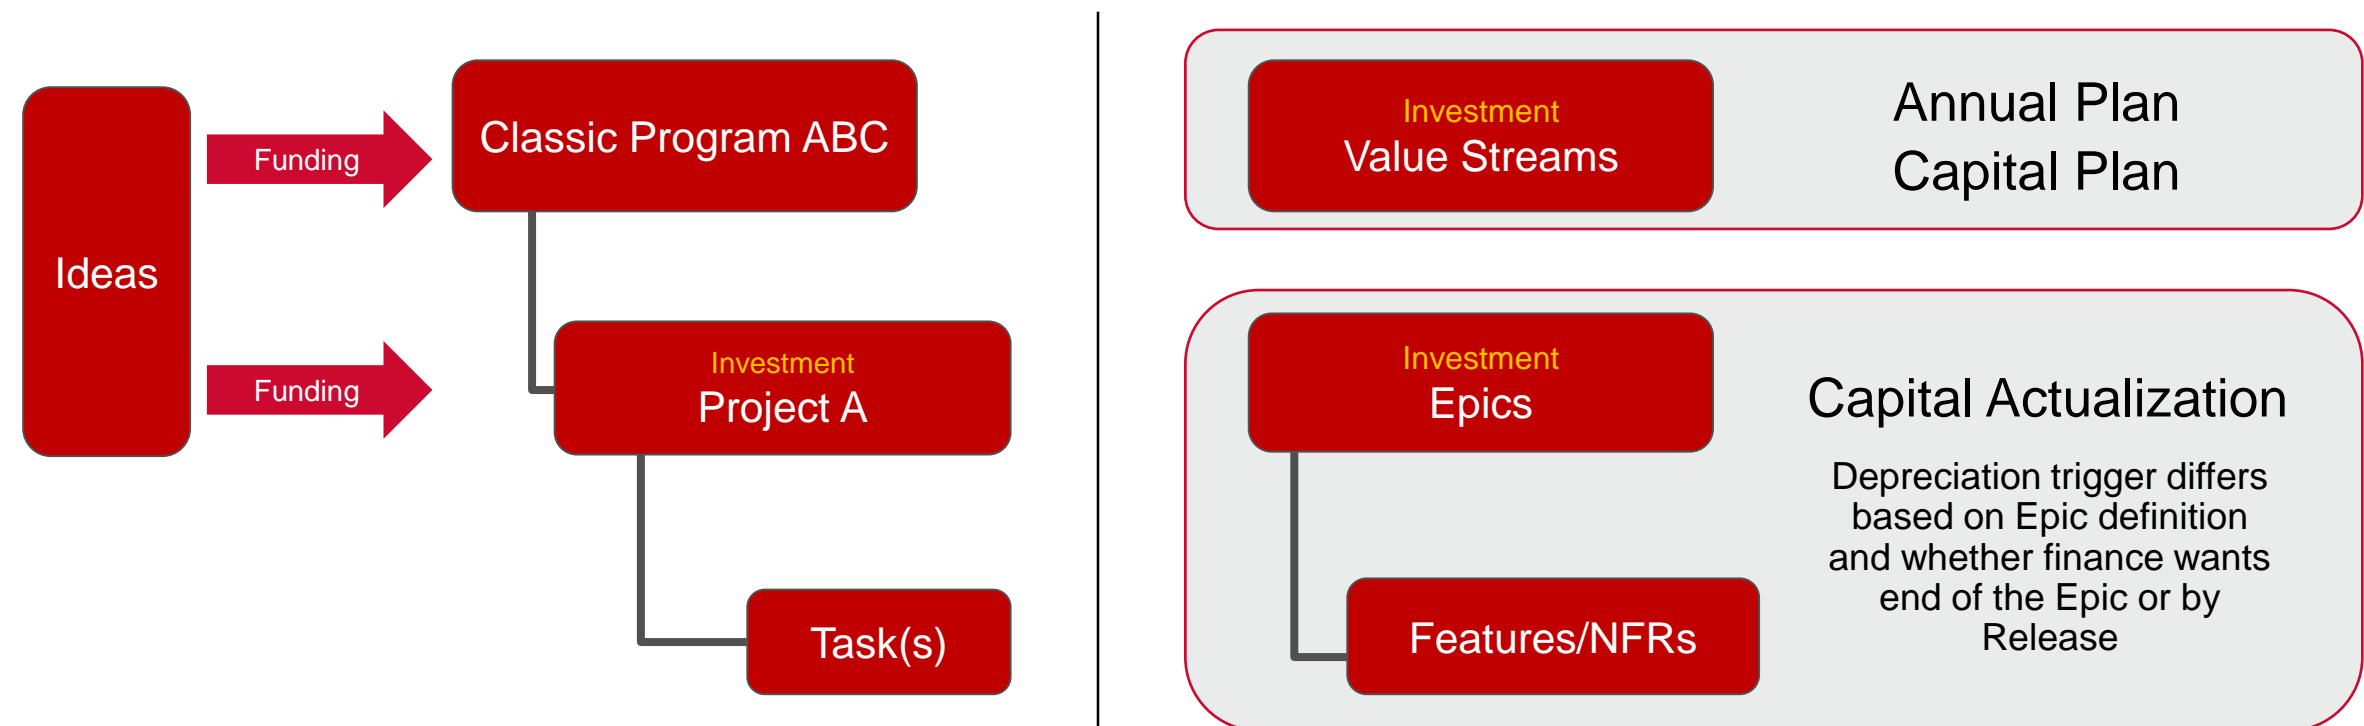 Ideas
Funding
Funding
Classic Program ABC
Investment
Project A
Task(s)
Investment
Value Streams
Annual Plan
Capital Plan
Investment
Epics
Features/NFRs
Capital Actualization
Depreciation trigger differs
based on Epic definition
and whether finance wants
end of the Epic or by
Release